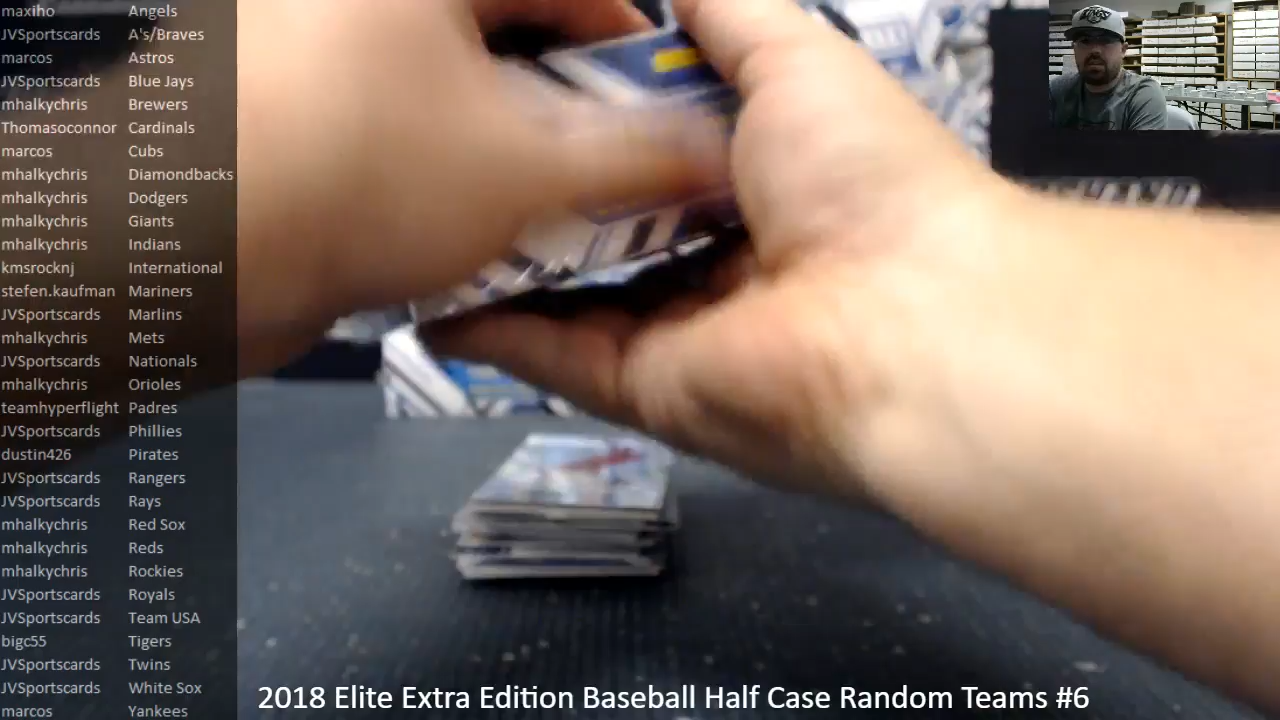 maxiho Angels
JVSportscards A's/Braves
marcos Astros
JVSportscards Blue Jays
mhalkychris Brewers
Thomasoconnor Cardinals
marcos Cubs
mhalkychris Diamondbacks
mhalkychris Dodgers
mhalkychris Giants
mhalkychris Indians
kmsrocknj International
stefen.kaufman Mariners
JVSportscards Marlins
mhalkychris Mets
JVSportscards Nationals
mhalkychris Orioles
teamhyperflight Padres
JVSportscards Phillies
dustin426 Pirates
JVSportscards Rangers
JVSportscards Rays
mhalkychris Red Sox
mhalkychris Reds
mhalkychris Rockies
JVSportscards Royals
JVSportscards Team USA
bigc55 Tigers
JVSportscards Twins
JVSportscards White Sox
marcos Yankees
2018 Elite Extra Edition Baseball Half Case Random Teams #6